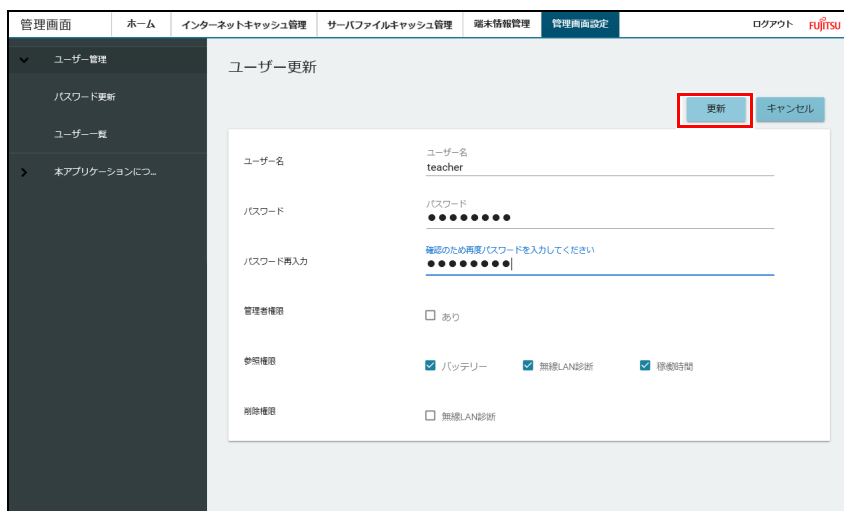 管理画面 ホーム インターネットキャッシュ管理 サーバファイルキャッシュ管理 端末情報管理 管理画面設定 ログアウト FUJITSU
ユーザー管理
パスワード更新
ユーザー一覧
本アプリケーションにつ...
ユーザー更新
更新 キャンセル
ユーザー名
ユーザー名
teacher
パスワード
パスワード
●●●●●●●●
確認のため再度パスワードを入力してください
パスワード再入力
●●●●●●●●
管理者権限
あり
参照権限
バッテリー 無線LAN診断 稼働時間
削除権限
無線LAN診断